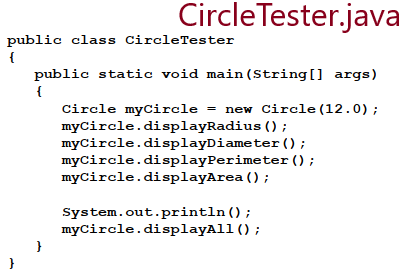 CircleTester.java
public class CircleTester
{
   public static void main(String[] args)
   {
      Circle myCircle = new Circle(12.0);
      myCircle.displayRadius();
      myCircle.displayDiameter();
      myCircle.displayPerimeter();
      myCircle.displayArea();

      System.out.println();
      myCircle.displayAll();
   }
}